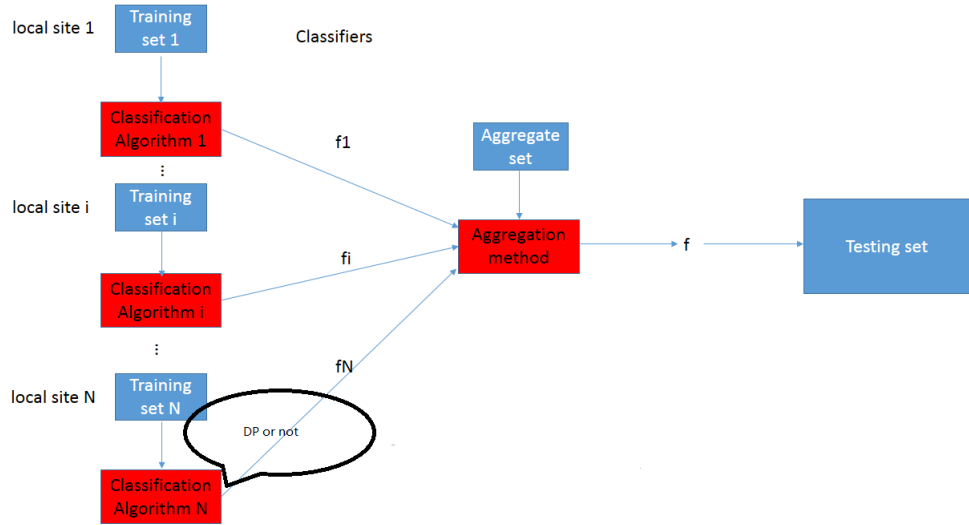 local site 1
Training
set 1
Classifiers
Classification
Algorithm 1
f1
Aggregate
set
...
local site i
Training
set i
Aggregation
method
f
Testing set
fi
Classification
Algorithm i
...
fN
local site N
Training
set N
DP or not
Classification
Algorithm N